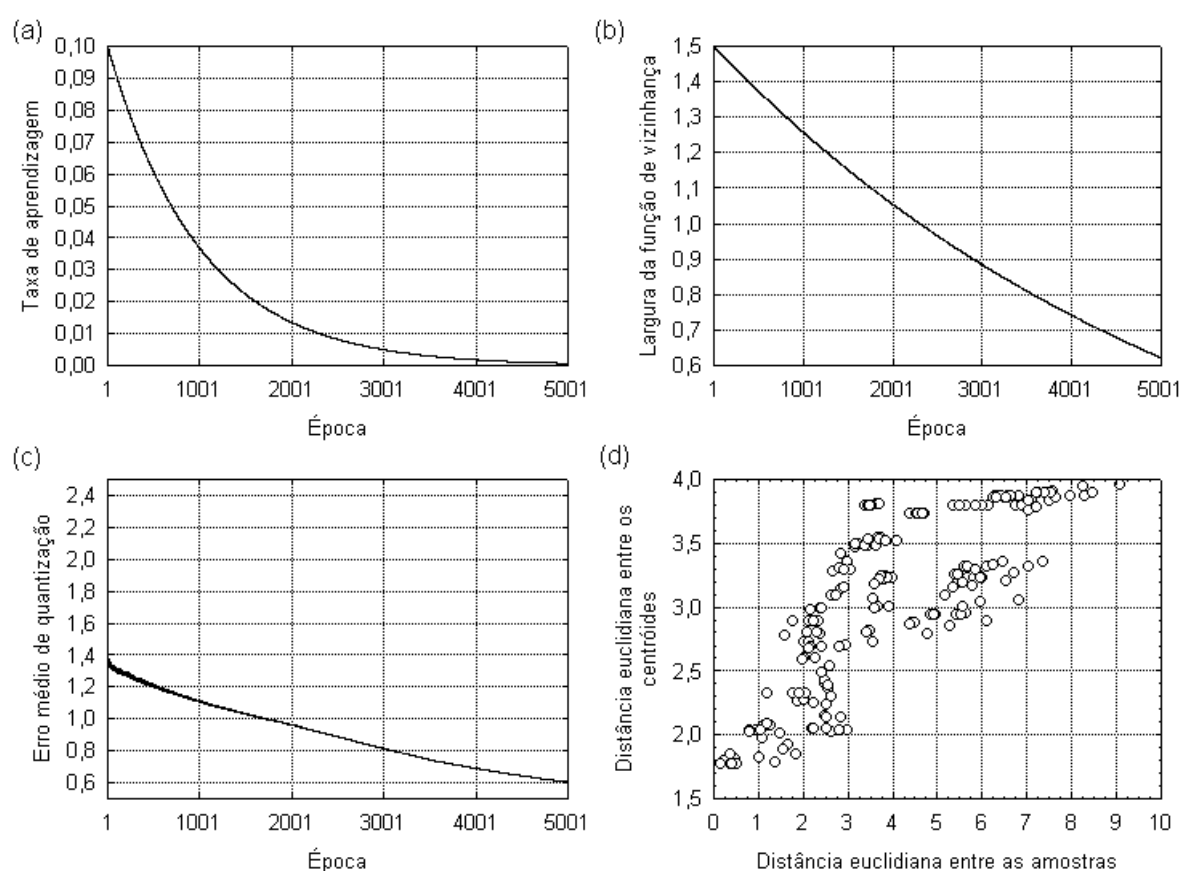 (a)
0,10
0,09
0,08
0,07
0,06
0,05
0,04
0,03
0,02
0,01
0,00
Taxa de aprendizagem
1 1001 2001 3001 4001 5001
Época
(b)
1,5
1,4
1,3
1,2
1,1
1,0
0,9
0,8
0,7
0,6
Largura da função de vizinhança
1 1001 2001 3001 4001 5001
Época
(c)
2,4
2,2
2,0
1,8
1,6
1,4
1,2
1,0
0,8
0,6
Erro médio de quantização
1 1001 2001 3001 4001 5001
Época
(d)
4,0
3,5
3,0
2,5
2,0
1,5
Distância euclidiana entre os
centróides
0 1 2 3 4 5 6 7 8 9 10
Distância euclidiana entre as amostras